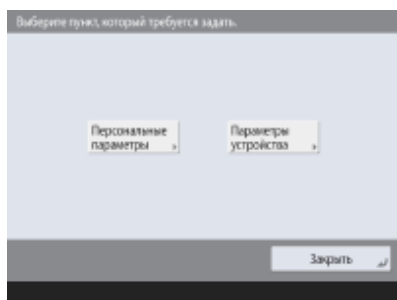 Выберите пункт, который требуется задать.
Персональные
параметры
Параметры
устройства
Закрыть